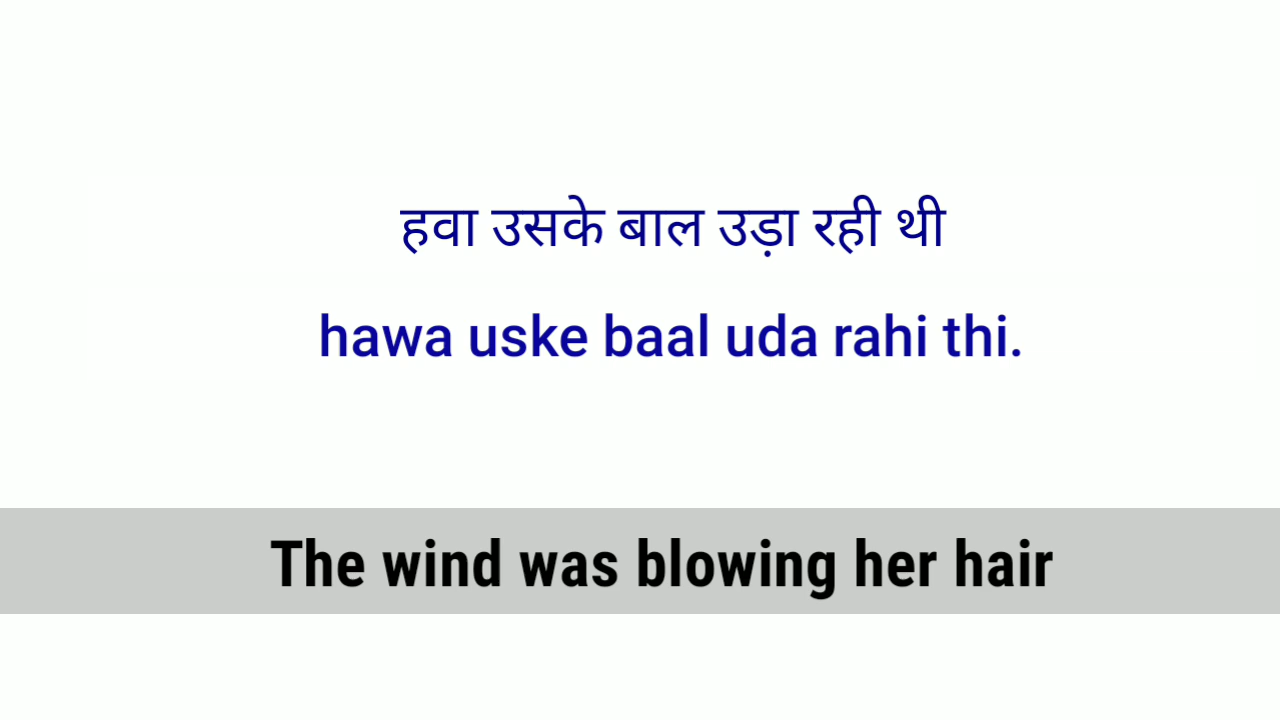 हवा उसके बाल उड़ा रही थी
hawa uske baal uda rahi thi.
The wind was blowing her hair